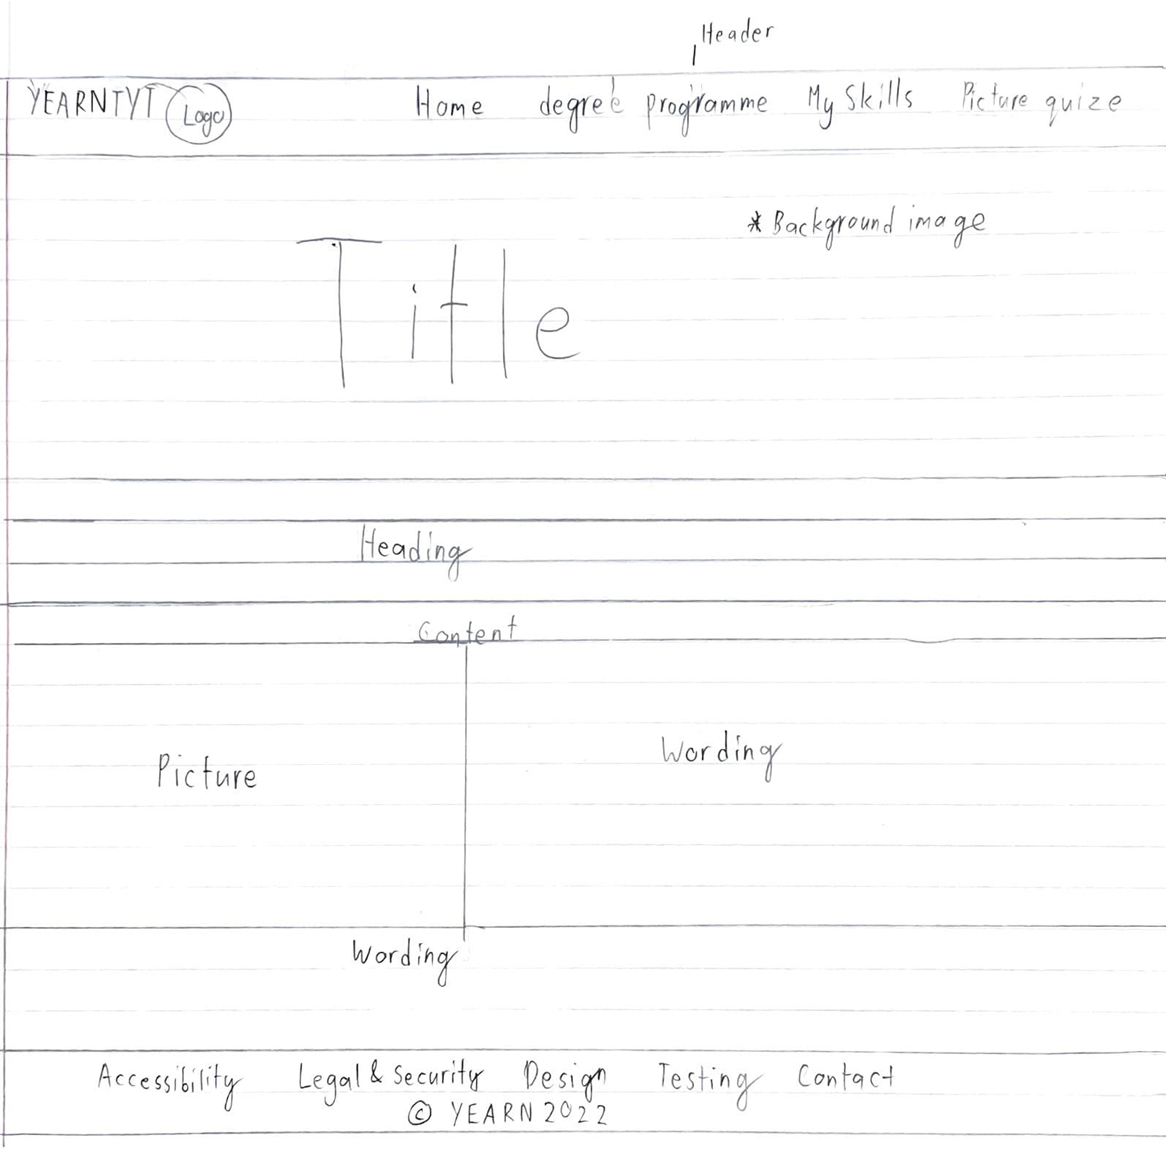 Header
YEARNTYT Logo Home degree programme My Skills Picture quize
* Background image
Title
Heading
Content
Picture Wording
Wording
Accessibility Legal & Security Design Testing Contact
© YEARN 2022